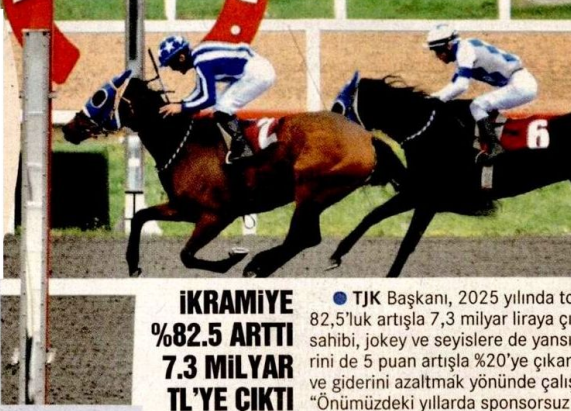 2
6
İKRAMİYE
%82.5 ARTTI
7.3 MİLYAR
TL'YE ÇIKTI
TJK Başkanı, 2025 yılında
82,5'luk artışla 7,3 milyar liraya
sahibi, jokey ve seyislere de
rini de 5 puan artışla %20'ye
ve giderini azaltmak yönünde
"Önümüzdeki yıllarda sponsorsuz